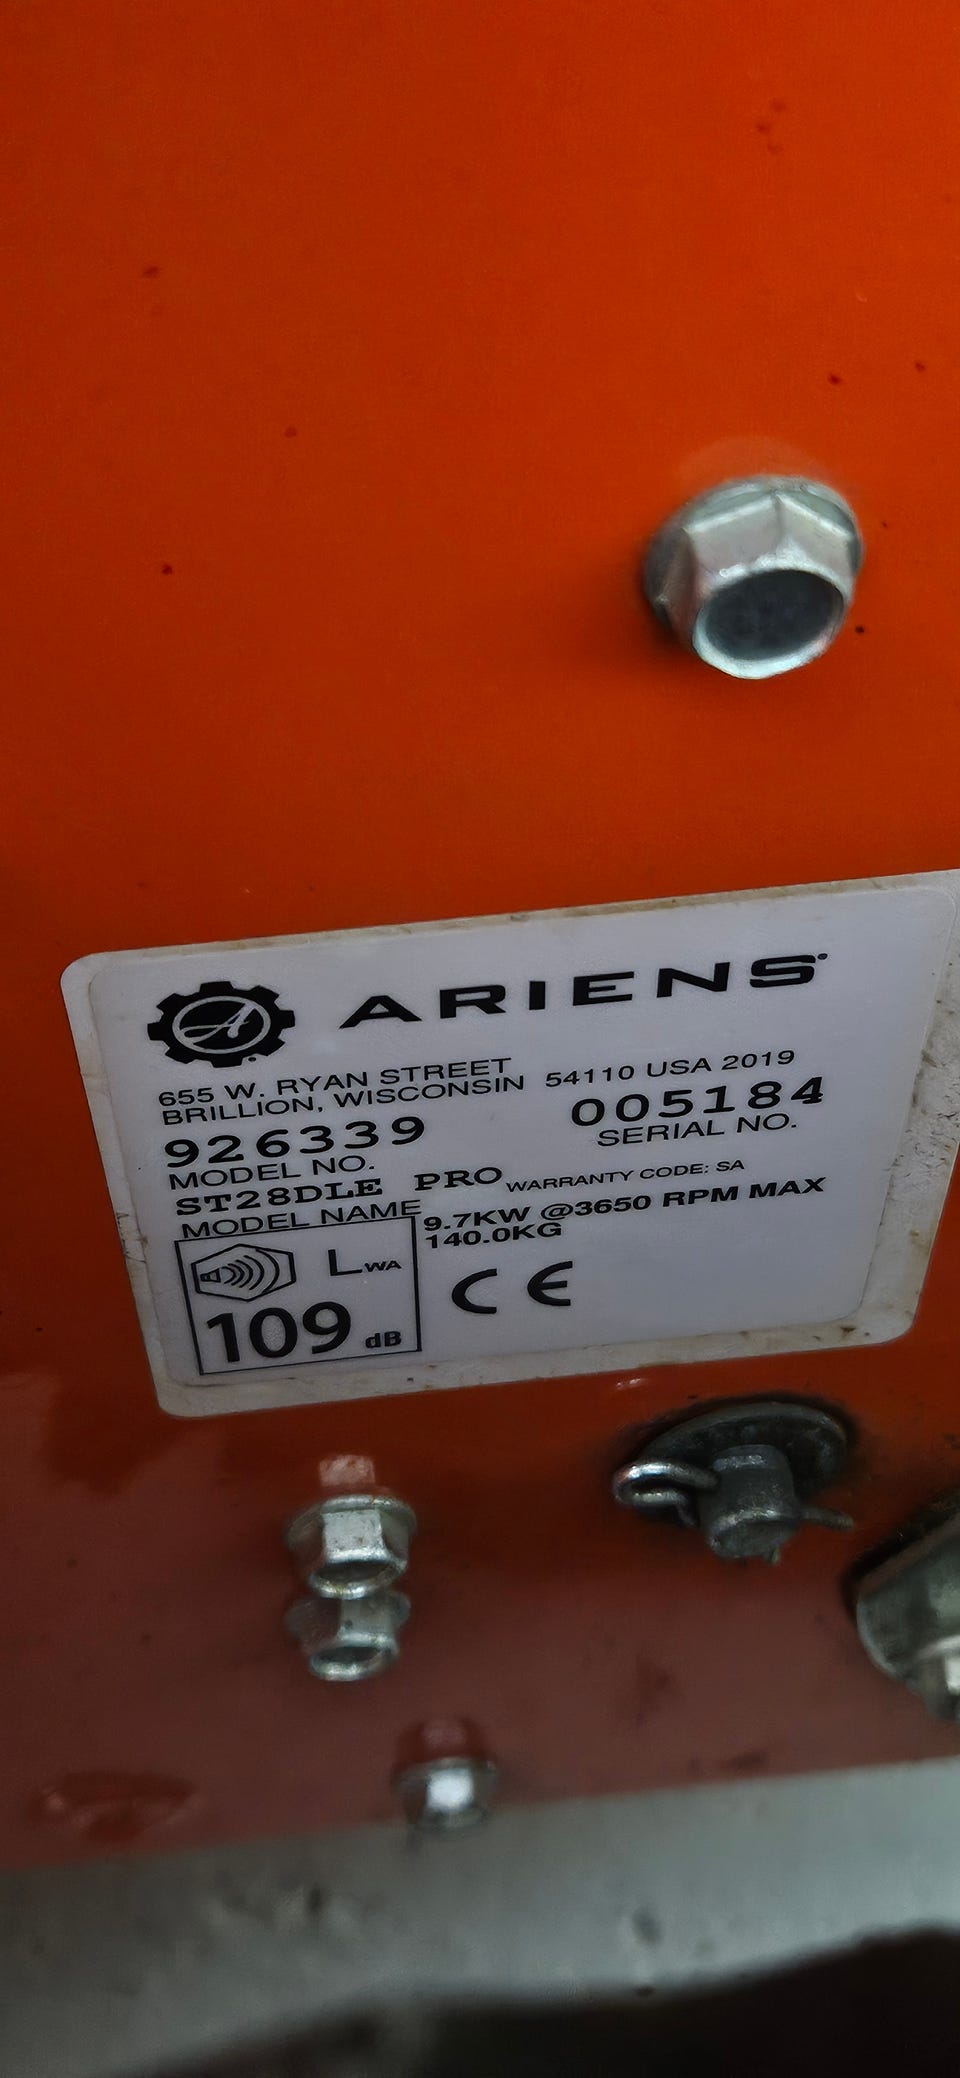 ARIENS
655 W. RYAN STREET
BRILLION, WISCONSIN 54110 USA 2019
926339 005184
MODEL NO. SERIAL NO.
ST28DLE PRO WARRANTY CODE: SA
MODEL NAME 9.7KW @3650 RPM MAX
140.0KG
LWA
109 dB
CE